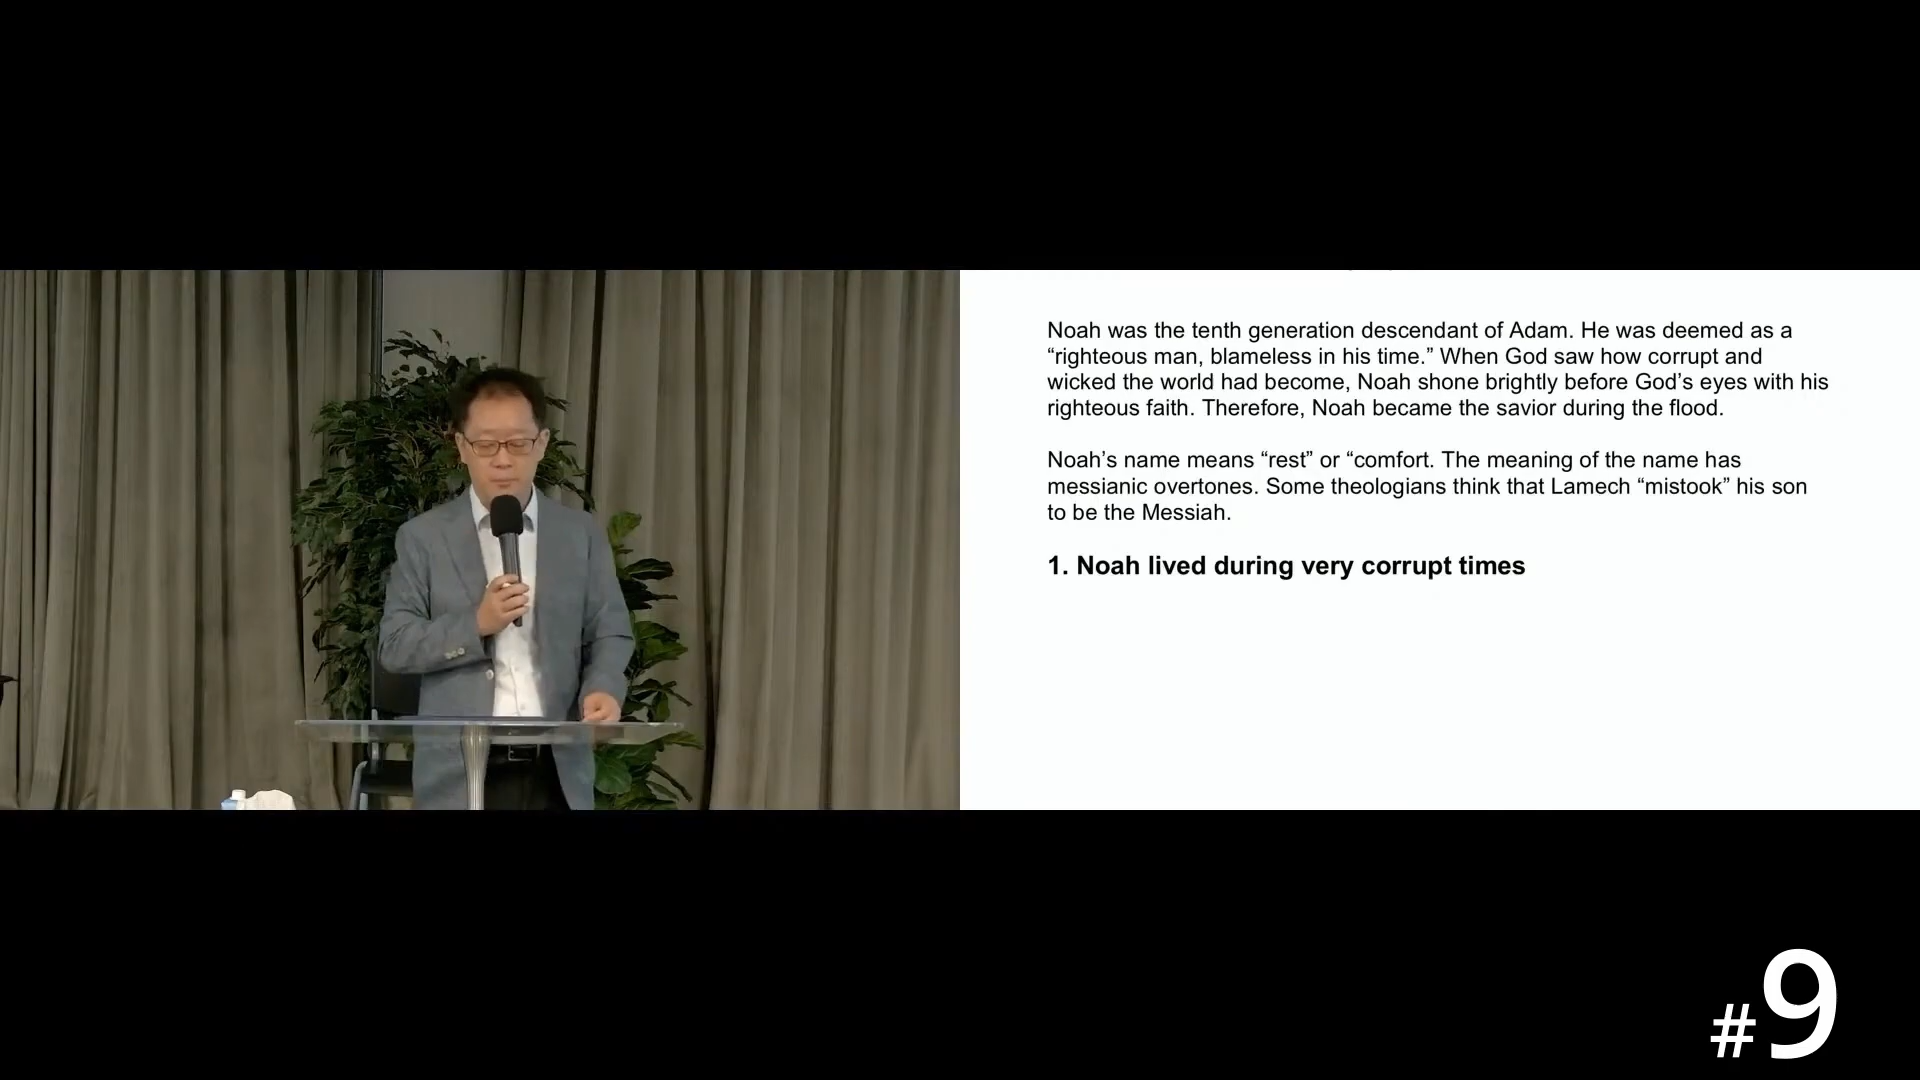 Noah was the tenth generation descendant of Adam. He was deemed as a
“righteous man, blameless in his time.” When God saw how corrupt and
wicked the world had become, Noah shone brightly before God’s eyes with his
righteous faith. Therefore, Noah became the savior during the flood.
Noah’s name means “rest” or “comfort. The meaning of the name has
messianic overtones. Some theologians think that Lamech “mistook” his son
to be the Messiah.
1. Noah lived during very corrupt times
#9